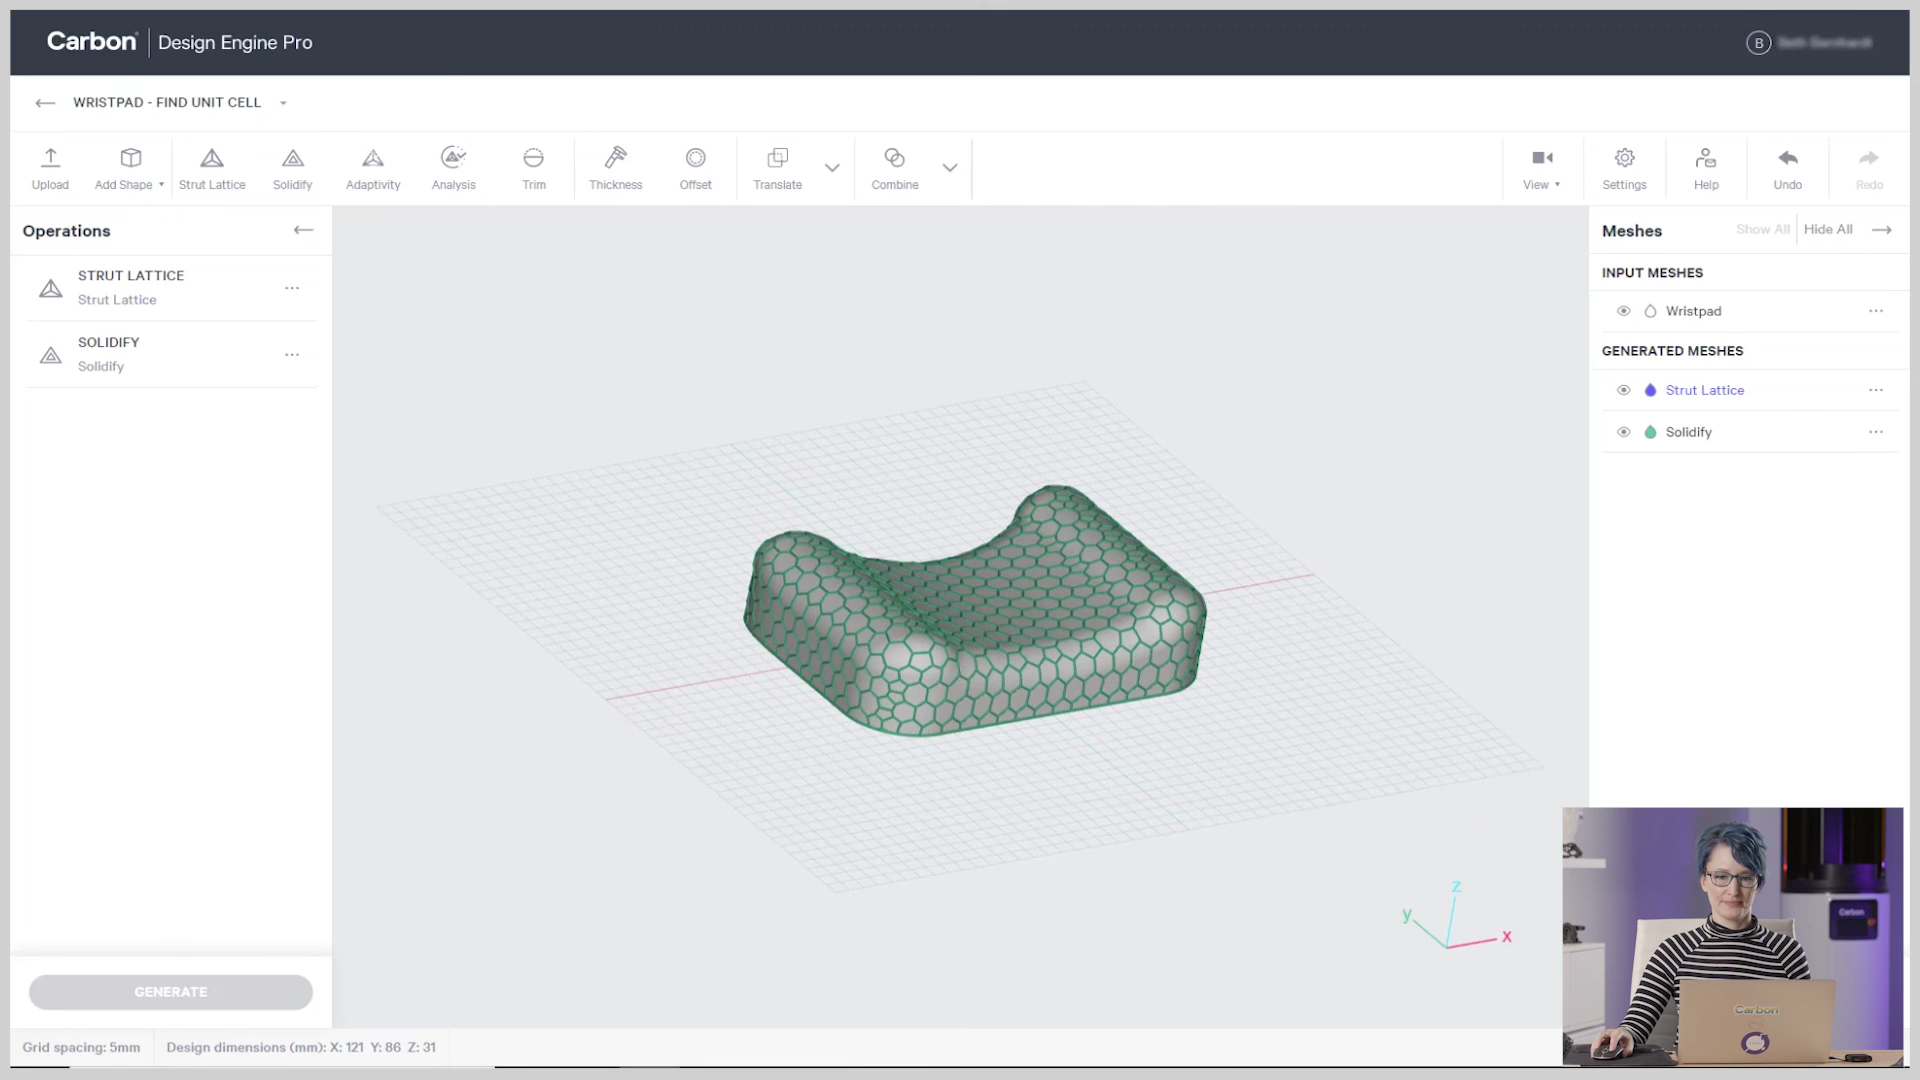 Carbon
Design Engine Pro
B
WRISTPAD - FIND UNIT CELL
Upload
Add Shape
Strut Lattice
Solidify
Adaptivity
Analysis
Trim
Thickness
Offset
Translate
Combine
View
Settings
Help
Undo
Redo
Operations
STRUT LATTICE
Strut Lattice
SOLIDIFY
Solidify
Meshes
Show All
Hide All
INPUT MESHES
Wristpad
GENERATED MESHES
Strut Lattice
Solidify
z
y
x
Carbon
Carbon
GENERATE
Grid spacing: 5mm
Design dimensions (mm): X: 121 Y: 86 Z: 31